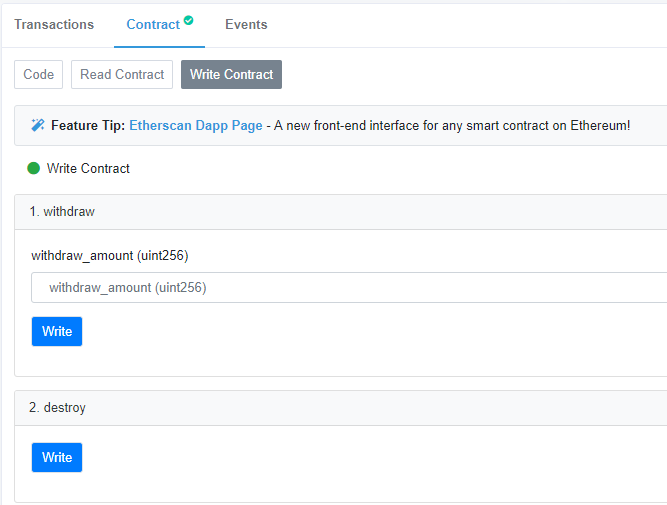 Transactions Contract Events
Code Read Contract Write Contract
Feature Tip: Etherscan Dapp Page - A new front-end interface for any smart contract on Ethereum!
Write Contract
1. withdraw
withdraw_amount (uint256)
withdraw_amount (uint256)
Write
2. destroy
Write